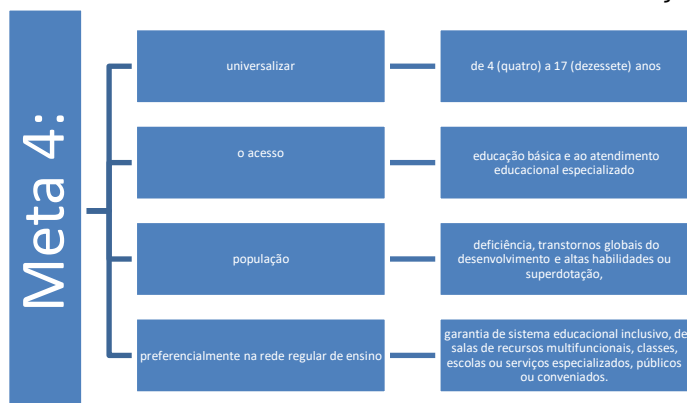 Meta 4:
universalizar
de 4 (quatro) a 17 (dezessete) anos
o acesso
educação básica e ao atendimento
educacional especializado
população
deficiência, transtornos globais do
desenvolvimento e altas habilidades ou
superdotação,
preferencialmente na rede regular de ensino
garantia de sistema educacional inclusivo, de
salas de recursos multifuncionais, classes,
escolas ou serviços especializados, públicos
ou conveniados.